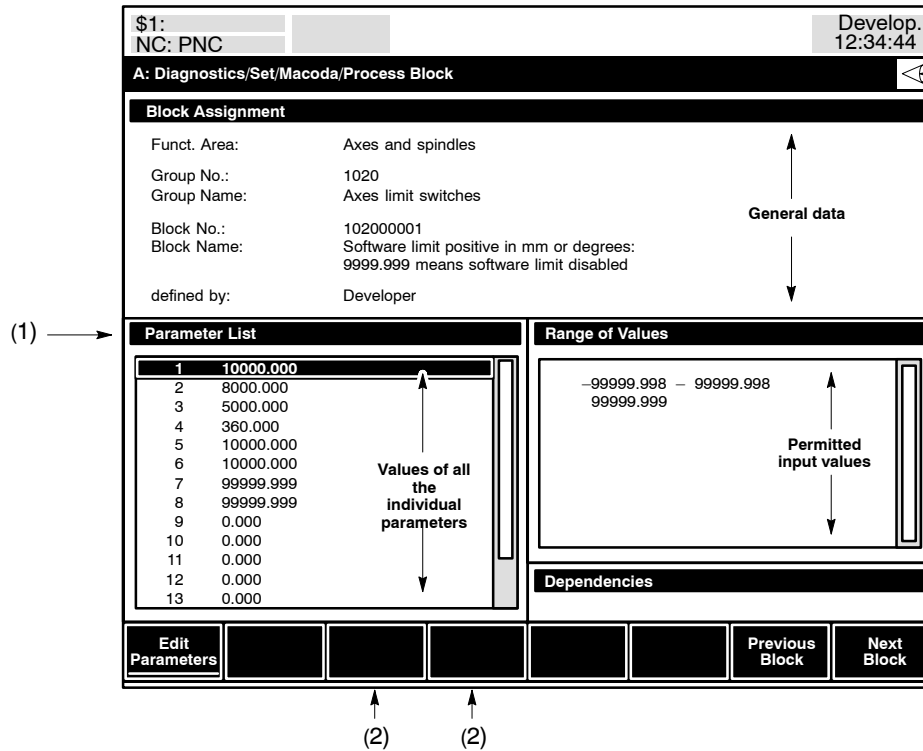 $1:
NC: PNC
Develop.
12:34:44
A: Diagnostics/Set/Macoda/Process Block
Block Assignment
Funct. Area: Axes and spindles
Group No.: 1020
Group Name: Axes limit switches
Block No.: 102000001
Block Name: Software limit positive in mm or degrees:
9999.999 means software limit disabled
defined by: Developer
General data
(1)
Parameter List
1 10000.000
2 8000.000
3 5000.000
4 360.000
5 10000.000
6 10000.000
7 99999.999
8 99999.999
9 0.000
10 0.000
11 0.000
12 0.000
13 0.000
Values of all
the
individual
parameters
Range of Values
−99999.998 − 99999.998
99999.999
Permitted
input values
Dependencies
Edit
Parameters
Previous
Block
Next
Block
(2)
(2)